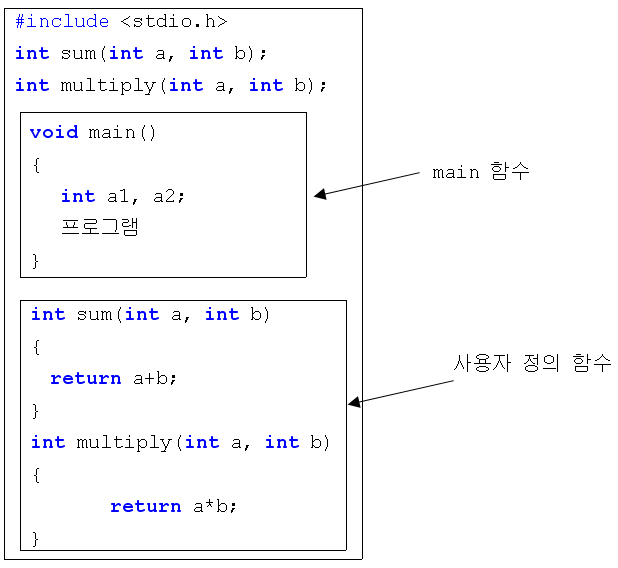 #include <stdio.h>
int sum(int a, int b);
int multiply(int a, int b);
void main()
{
int a1, a2;
프로그램
}
main 함수
int sum(int a, int b)
{
return a+b;
}
int multiply(int a, int b)
{
return a*b;
}
사용자 정의 함수